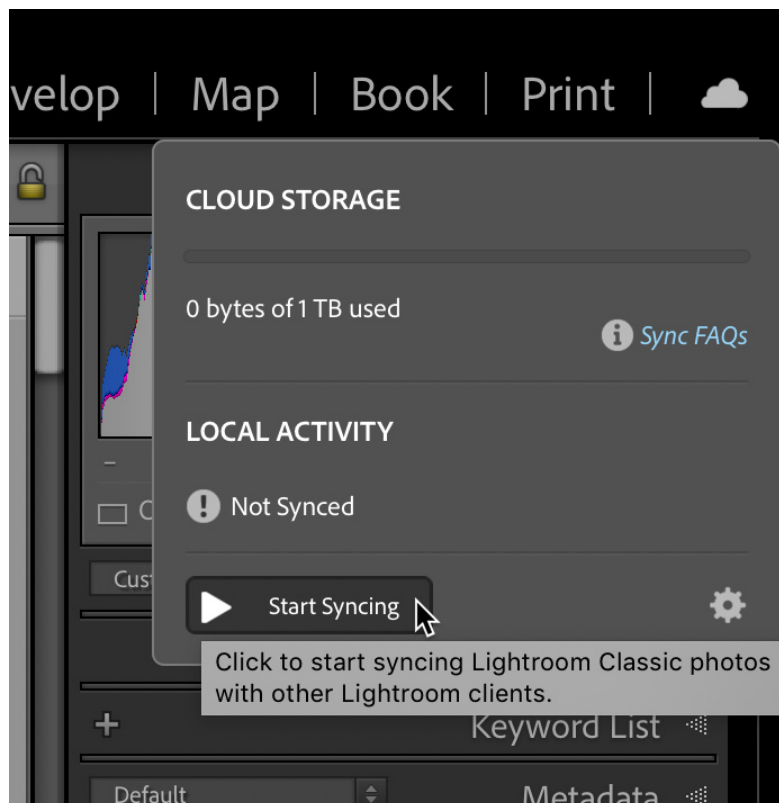 velop | Map | Book | Print |
CLOUD STORAGE
0 bytes of 1 TB used
Sync FAQs
LOCAL ACTIVITY
Not Synced
Start Syncing
Click to start syncing Lightroom Classic photos
with other Lightroom clients.
Cust
Keyword List
Default
Metadata